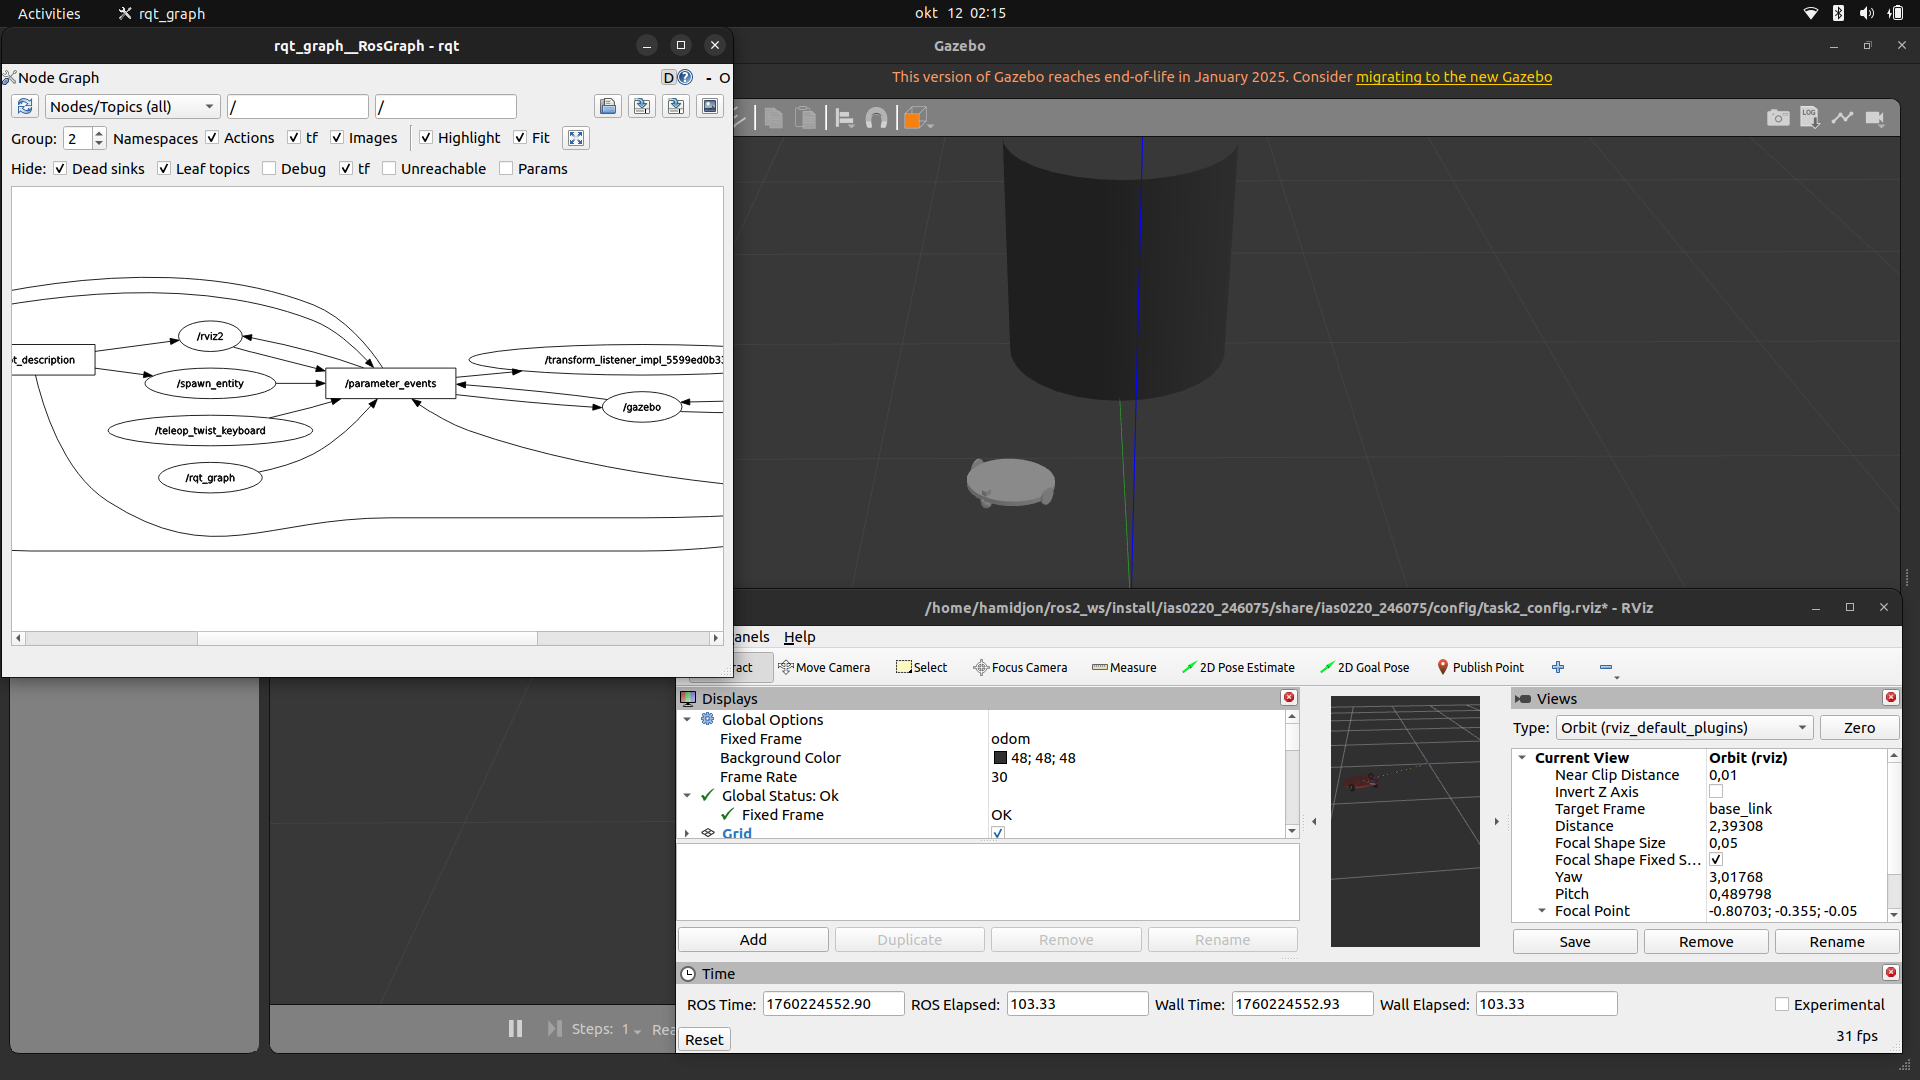 Activities
rqt_graph
okt 12 02:15
rqt_graph__RosGraph - rqt
Node Graph
D
- O
Nodes/Topics (all)
/
/
Group: 2 Namespaces Actions tf Images Highlight Fit
Hide: Dead sinks Leaf topics Debug tf Unreachable Params
/rviz2
t_description
/spawn_entity
/parameter_events
/transform_listener_impl_5599ed0b33
/gazebo
/teleop_twist_keyboard
/rqt_graph
Gazebo
This version of Gazebo reaches end-of-life in January 2025. Consider migrating to the new Gazebo
LOG
/home/hamidjon/ros2_ws/install/ias0220_246075/share/ias0220_246075/config/task2_config.rviz* - RViz
anels Help
ract Move Camera Select Focus Camera Measure 2D Pose Estimate 2D Goal Pose Publish Point
Displays
Global Options
Fixed Frame odom
Background Color 48; 48; 48
Frame Rate 30
Global Status: Ok
Fixed Frame OK
Grid
Add Duplicate Remove Rename
Views
Type: Orbit (rviz_default_plugins) Zero
Current View Orbit (rviz)
Near Clip Distance 0,01
Invert Z Axis
Target Frame base_link
Distance 2,39308
Focal Shape Size 0,05
Focal Shape Fixed S...
Yaw 3,01768
Pitch 0,489798
Focal Point -0.80703; -0.355; -0.05
Save Remove Rename
Time
ROS Time: 1760224552.90 ROS Elapsed: 103.33 Wall Time: 1760224552.93 Wall Elapsed: 103.33 Experimental
Reset
31 fps
Steps: 1 Rea